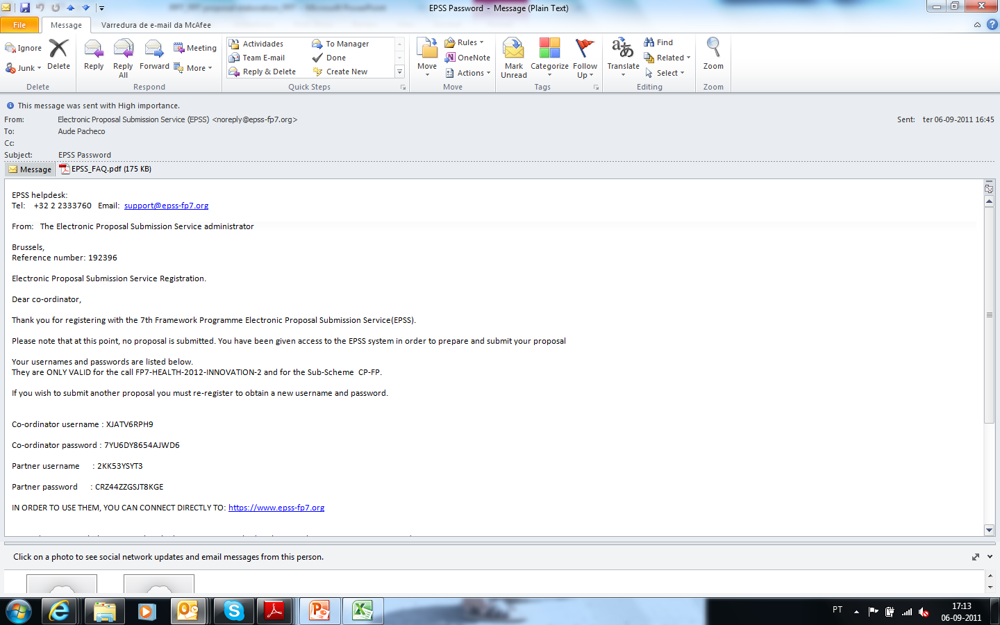 EPSS Password - Message (Plain Text)
File
Message
Varredura de e-mail da McAfee
Ignore
Junk
Delete
Delete
Reply
Reply All
Forward
Meeting
More
Respond
Actividades
Team E-mail
Reply & Delete
To Manager
Done
Create New
Quick Steps
Move
Rules
OneNote
Actions
Move
Mark Unread
Categorize
Follow Up
Tags
Translate
Find
Related
Select
Editing
Zoom
Zoom
This message was sent with High importance.
From: Electronic Proposal Submission Service (EPSS) <noreply@epss-fp7.org>
Sent: ter 06-09-2011 16:45
To: Aude Pacheco
Cc:
Subject: EPSS Password
Message
EPSS_FAQ.pdf (175 KB)
EPSS helpdesk:
Tel: +32 2 2333760 Email: support@epss-fp7.org
From: The Electronic Proposal Submission Service administrator
Brussels,
Reference number: 192396
Electronic Proposal Submission Service Registration.
Dear co-ordinator,
Thank you for registering with the 7th Framework Programme Electronic Proposal Submission Service(EPSS).
Please note that at this point, no proposal is submitted. You have been given access to the EPSS system in order to prepare and submit your proposal
Your usernames and passwords are listed below.
They are ONLY VALID for the call FP7-HEALTH-2012-INNOVATION-2 and for the Sub-Scheme CP-FP.
If you wish to submit another proposal you must re-register to obtain a new username and password.
Co-ordinator username : XJATV6RPH9
Co-ordinator password : 7YU6DY8654AJWD6
Partner username : 2KK53YSYT3
Partner password : CRZ44ZZGSJT8KGE
IN ORDER TO USE THEM, YOU CAN CONNECT DIRECTLY TO: https://www.epss-fp7.org
Click on a photo to see social network updates and email messages from this person.
PT
17:13
06-09-2011